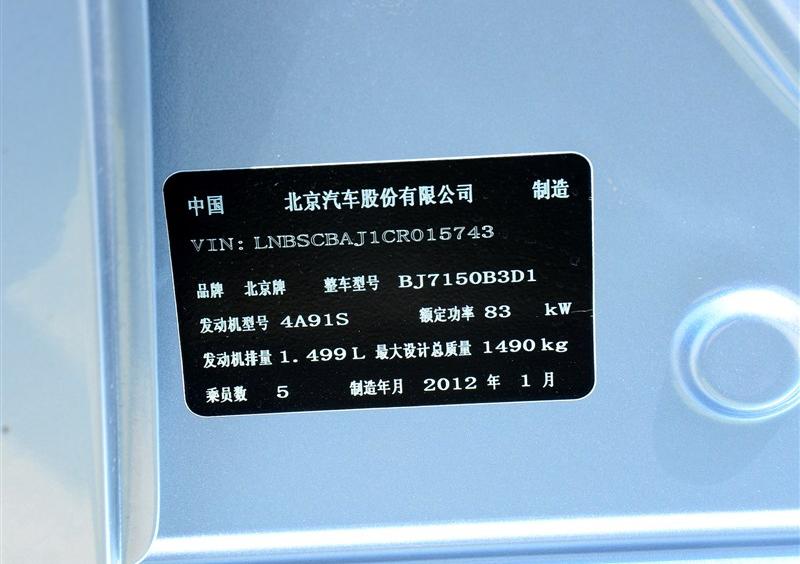 中国 北京汽车股份有限公司 制造
VIN: LNBSCBAJ1CR015743
品牌 北京牌 整车型号 BJ7150B3D1
发动机型号 4A91S 额定功率 83 kW
发动机排量 1.499L 最大设计总质量 1490kg
乘员数 5 制造年月 2012 年 1 月